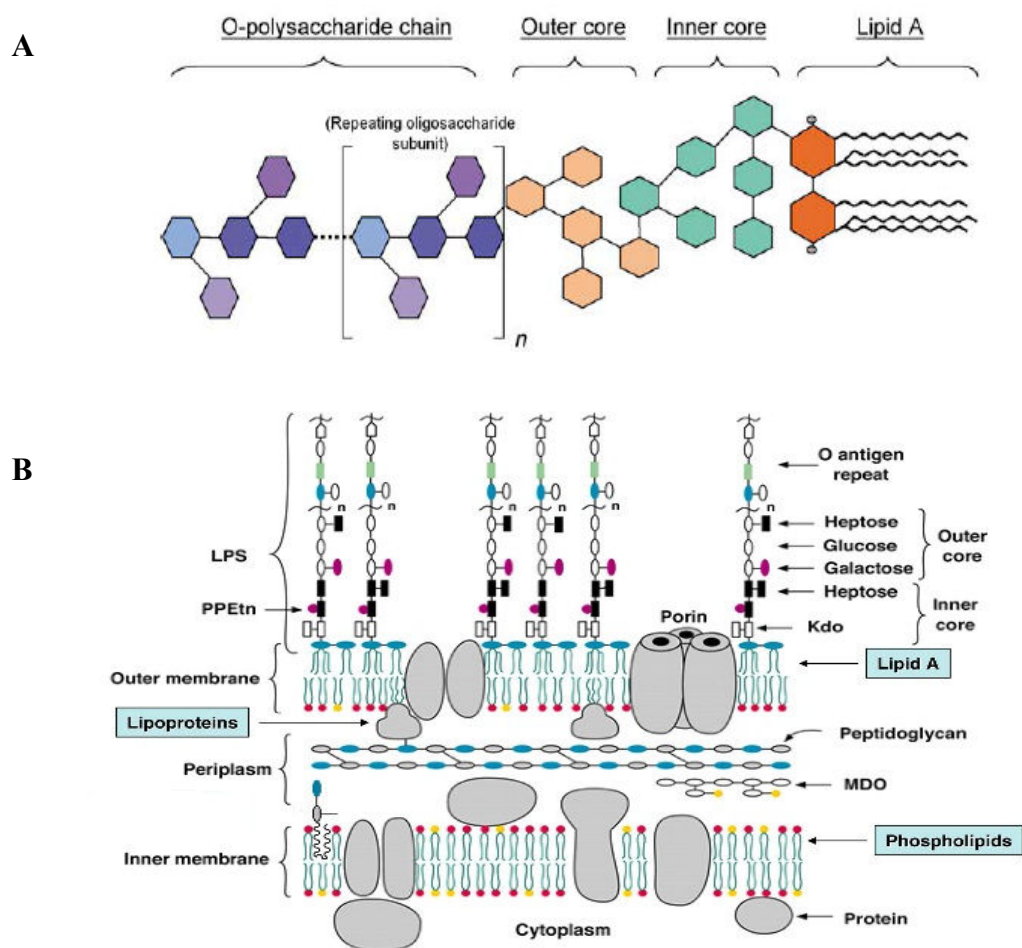 A
O-polysaccharide chain
Outer core
Inner core
Lipid A
(Repeating oligosaccharide
subunit)
n
B
LPS
PPEtn
Outer membrane
Lipoproteins
Periplasm
Inner membrane
n
n
n
n
n
n
Porin
O antigen
repeat
Heptose
Glucose
Galactose
Outer
core
Heptose
Kdo
Inner
core
Lipid A
Peptidoglycan
MDO
Phospholipids
Protein
Cytoplasm